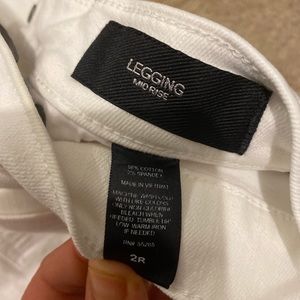 LEGGING
MID RISE
98% COTTON
2% SPANDEX
MADE IN VIETNAM
MACHINE WASH COLD
WITH LIKE COLORS
ONLY NON-CHLORINE
BLEACH WHEN
NEEDED TUMBLE DRY
LOW WARM IRON
IF NEEDED
RN#
2R